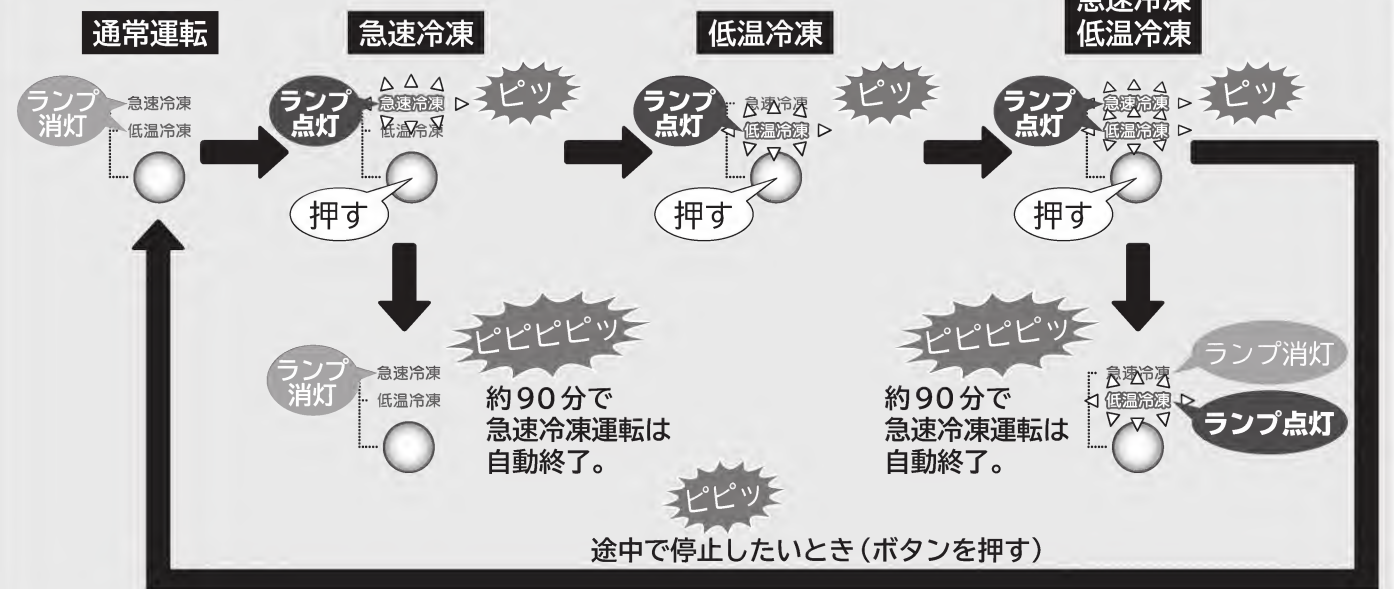 通常運転
ランプ
消灯
急速冷凍
低温冷凍
急速冷凍
ランプ
点灯
急速冷凍
低温冷凍
ピッ
押す
低温冷凍
ランプ
点灯
急速冷凍
低温冷凍
ピッ
押す
急速冷凍
低温冷凍
ランプ
点灯
急速冷凍
低温冷凍
ピッ
押す
ランプ
消灯
急速冷凍
低温冷凍
ピピピピッ
約90分で
急速冷凍運転は
自動終了。
ピピピピッ
約90分で
急速冷凍運転は
自動終了。
急速冷凍
低温冷凍
ランプ消灯
ランプ点灯
ピピッ
途中で停止したいとき(ボタンを押す)